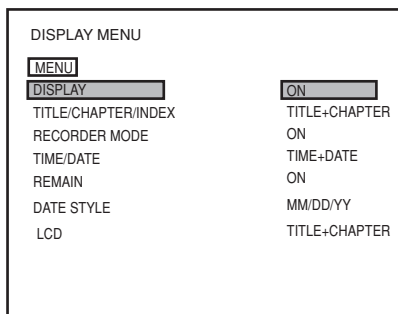 DISPLAY MENU
MENU
DISPLAY ON
TITLE/CHAPTER/INDEX TITLE+CHAPTER
RECORDER MODE ON
TIME/DATE TIME+DATE
REMAIN ON
DATE STYLE MM/DD/YY
LCD TITLE+CHAPTER